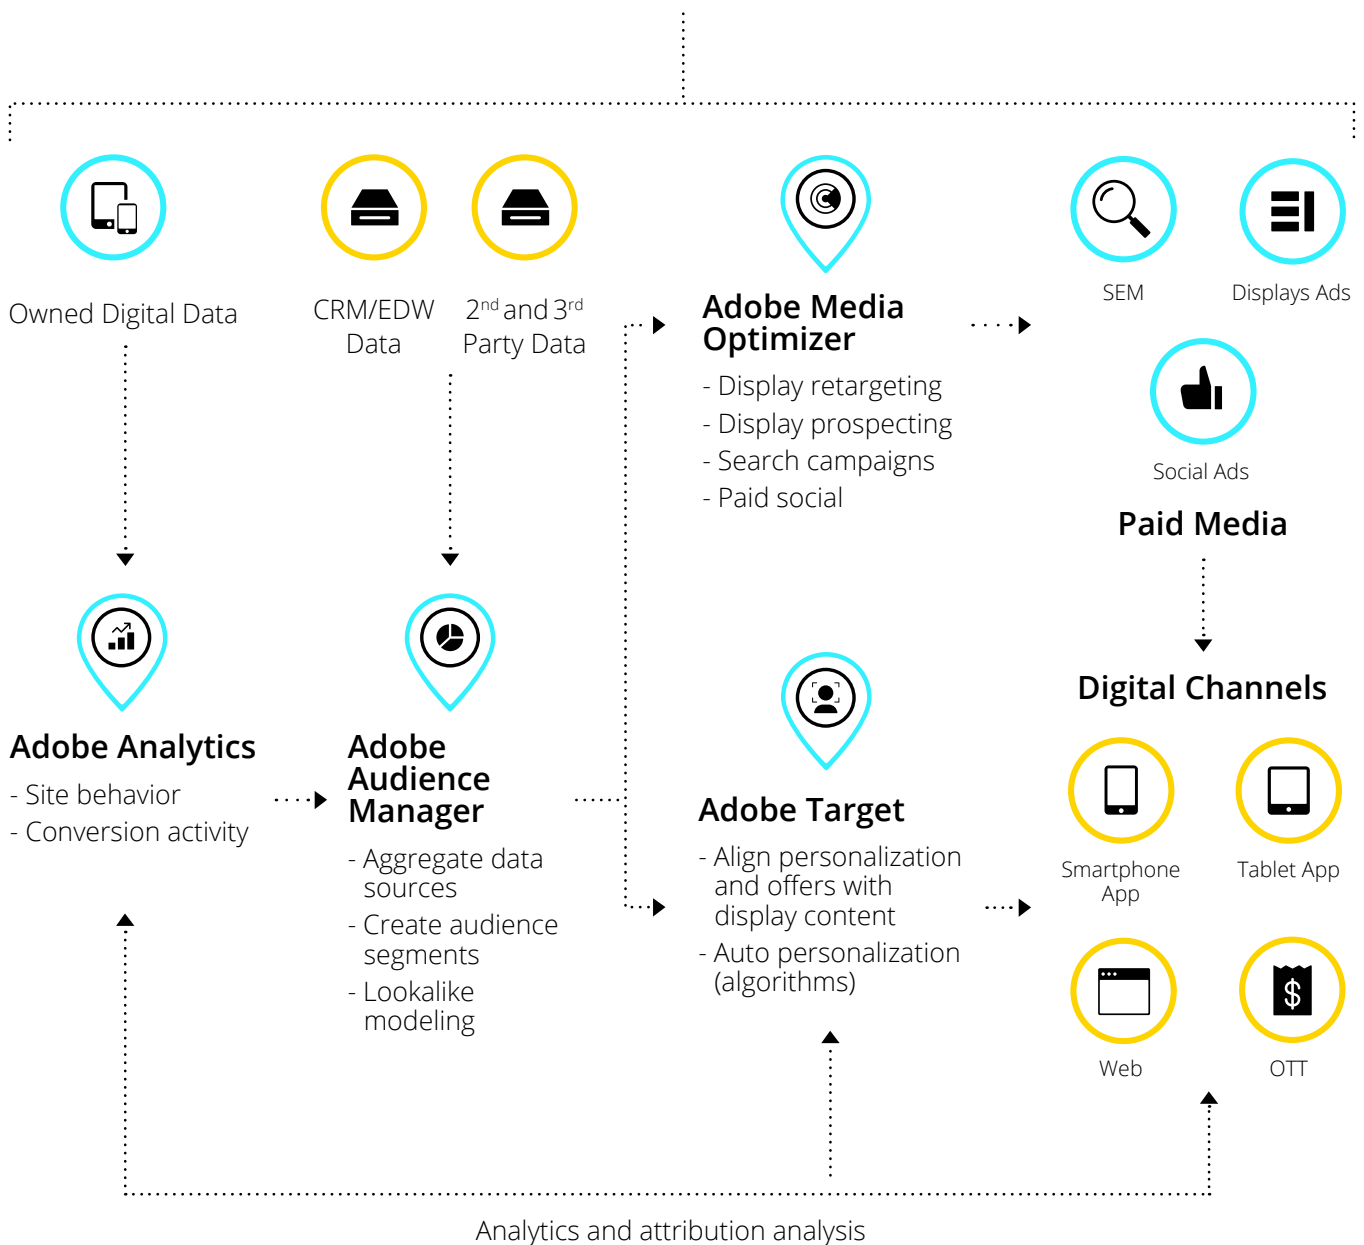 Owned Digital Data
CRM/EDW
Data
2nd and 3rd
Party Data
Adobe Media
Optimizer
- Display retargeting
- Display prospecting
- Search campaigns
- Paid social
SEM
Displays Ads
Social Ads
Paid Media
Adobe Analytics
- Site behavior
- Conversion activity
Adobe
Audience
Manager
- Aggregate data
sources
- Create audience
segments
- Lookalike
modeling
Adobe Target
- Align personalization
and offers with
display content
- Auto personalization
(algorithms)
Digital Channels
Smartphone
App
Tablet App
Web
$
OTT
Analytics and attribution analysis